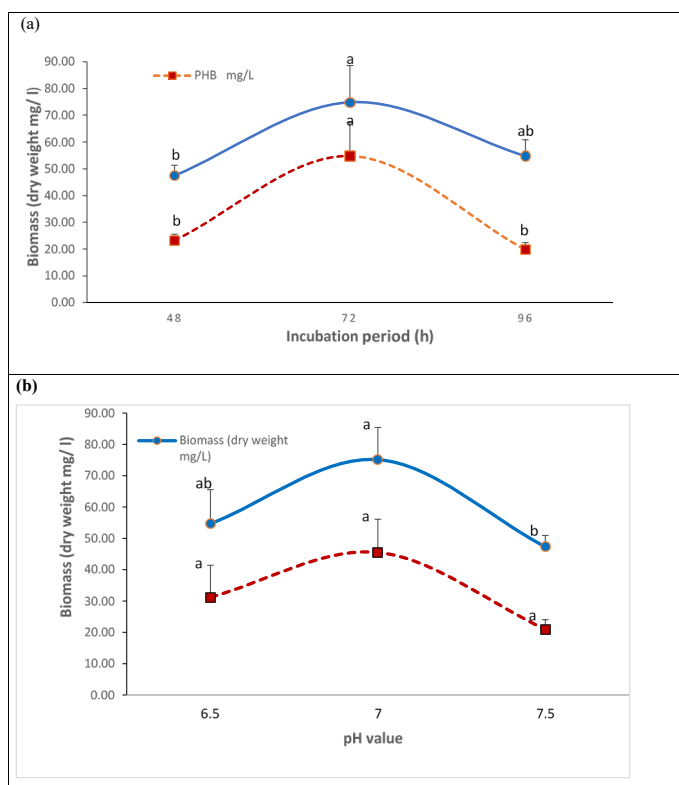 (a)
90.00
80.00
70.00
60.00
50.00
40.00
30.00
20.00
10.00
0.00
Biomass (dry weight mg/ l)
PHB mg/L
b
a
ab
b
a
b
48 72 96
Incubation period (h)
(b)
90.00
80.00
70.00
60.00
50.00
40.00
30.00
20.00
10.00
0.00
Biomass (dry weight mg/ l)
Biomass (dry weight
mg/L)
ab
a
b
a
a
a
6.5 7 7.5
pH value